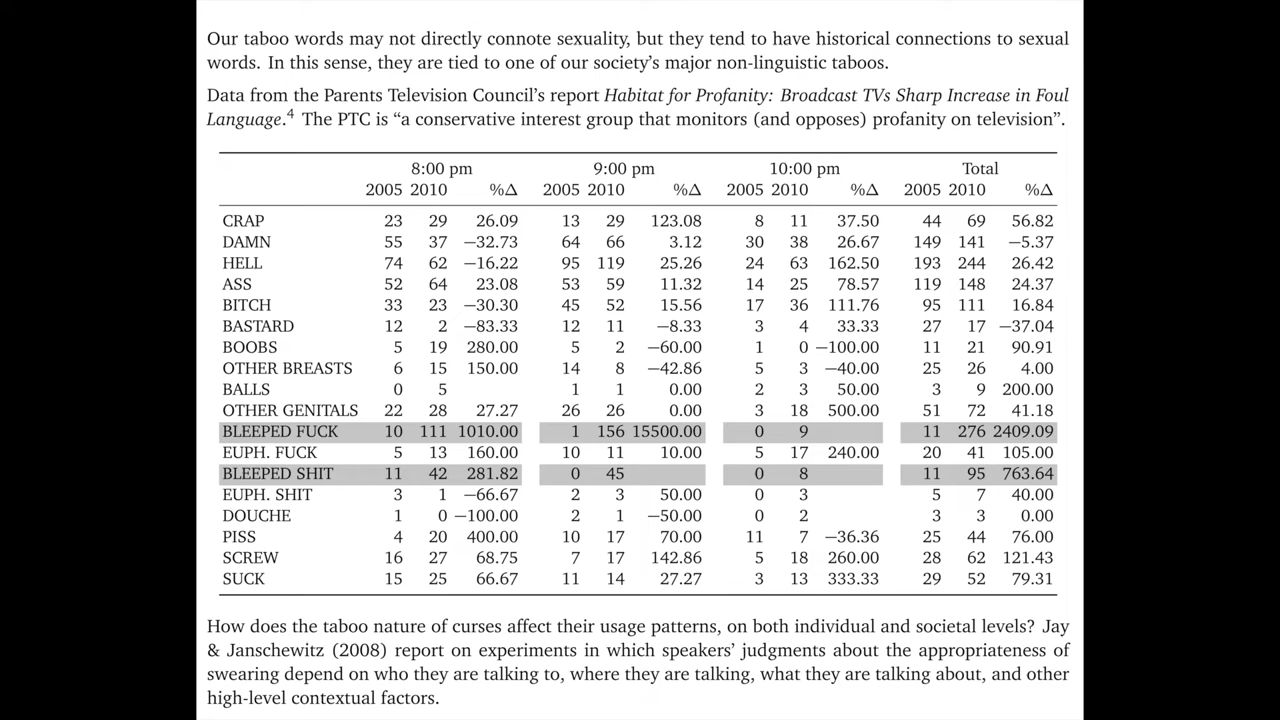 Our taboo words may not directly connote sexuality, but they tend to have historical connections to sexual
words. In this sense, they are tied to one of our society's major non-linguistic taboos.
Data from the Parents Television Council's report Habitat for Profanity: Broadcast TVs Sharp Increase in Foul
Language.4 The PTC is “a conservative interest group that monitors (and opposes) profanity on television”.
8:00 pm 9:00 pm 10:00 pm Total
2005 2010 %Δ 2005 2010 %Δ 2005 2010 %Δ 2005 2010 %Δ
CRAP 23 29 26.09 13 29 123.08 8 11 37.50 44 69 56.82
DAMN 55 37 −32.73 64 66 3.12 30 38 26.67 149 141 −5.37
HELL 74 62 −16.22 95 119 25.26 24 63 162.50 193 244 26.42
ASS 52 64 23.08 53 59 11.32 14 25 78.57 119 148 24.37
BITCH 33 23 −30.30 45 52 15.56 17 36 111.76 95 111 16.84
BASTARD 12 2 −83.33 12 11 −8.33 3 4 33.33 27 17 −37.04
BOOBS 5 19 280.00 5 2 −60.00 1 0 −100.00 11 21 90.91
OTHER BREASTS 6 15 150.00 14 8 −42.86 5 3 −40.00 25 26 4.00
BALLS 0 5 1 1 0.00 2 3 50.00 3 9 200.00
OTHER GENITALS 22 28 27.27 26 26 0.00 3 18 500.00 51 72 41.18
BLEEPED FUCK 10 111 1010.00 1 156 15500.00 0 9 11 276 2409.09
EUPH. FUCK 5 13 160.00 10 11 10.00 5 17 240.00 20 41 105.00
BLEEPED SHIT 11 42 281.82 0 45 0 8 11 95 763.64
EUPH. SHIT 3 1 −66.67 2 3 50.00 0 3 5 7 40.00
DOUCHE 1 0 −100.00 2 1 −50.00 0 2 3 3 0.00
PISS 4 20 400.00 10 17 70.00 11 7 −36.36 25 44 76.00
SCREW 16 27 68.75 7 17 142.86 5 18 260.00 28 62 121.43
SUCK 15 25 66.67 11 14 27.27 3 13 333.33 29 52 79.31
How does the taboo nature of curses affect their usage patterns, on both individual and societal levels? Jay
& Janschewitz (2008) report on experiments in which speakers' judgments about the appropriateness of
swearing depend on who they are talking to, where they are talking, what they are talking about, and other
high-level contextual factors.